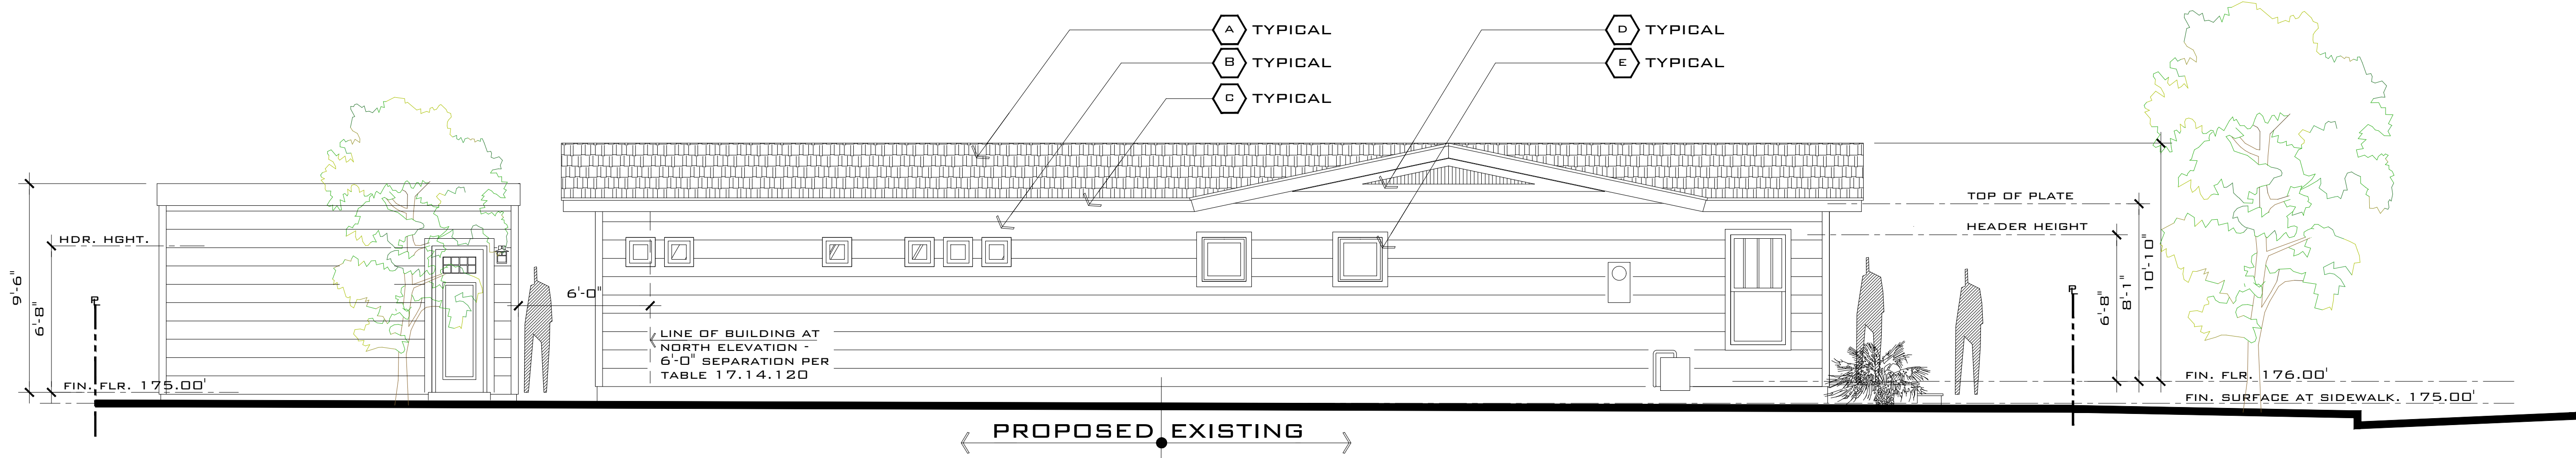 A TYPICAL
B TYPICAL
C TYPICAL
D TYPICAL
E TYPICAL
9'-6"
6'-8"
HDR. HGHT.
FIN. FLR. 175.00'
PL
6'-0"
LINE OF BUILDING AT
NORTH ELEVATION -
6'-0" SEPARATION PER
TABLE 17.14.120
PROPOSED EXISTING
TOP OF PLATE
HEADER HEIGHT
PL
6'-8"
8'-1"
10'-10"
FIN. FLR. 176.00'
FIN. SURFACE AT SIDEWALK. 175.00'